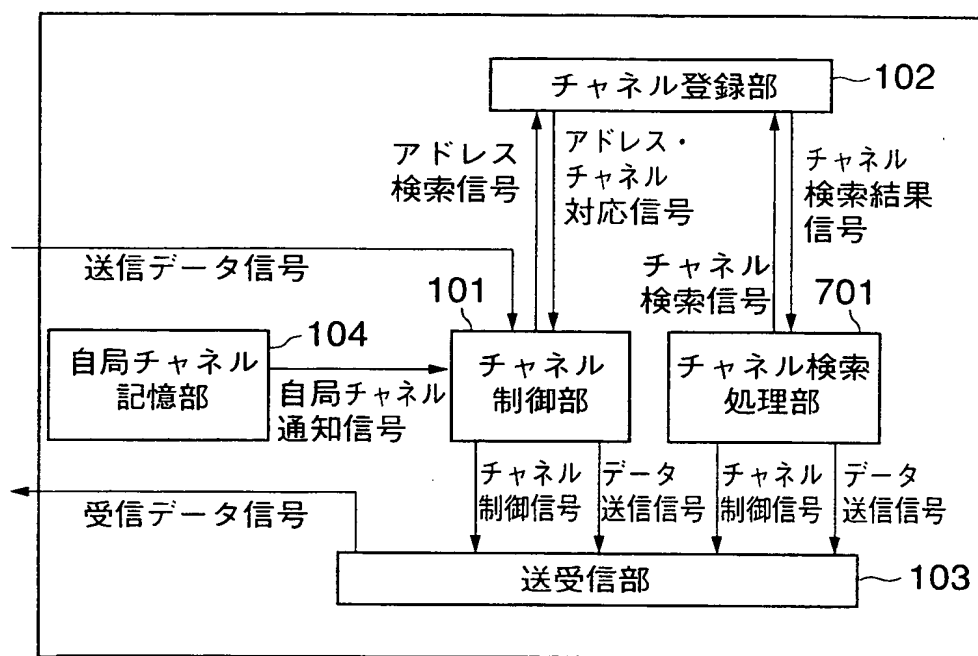 チャネル登録部
102
アドレス
検索信号
アドレス・
チャネル
対応信号
チャネル
検索結果
信号
送信データ信号
チャネル
検索信号
101
701
104
自局チャネル
記憶部
自局チャネル
通知信号
チャネル
制御部
チャネル検索
処理部
チャネル
制御信号
データ
送信信号
チャネル
制御信号
データ
送信信号
受信データ信号
送受信部
103